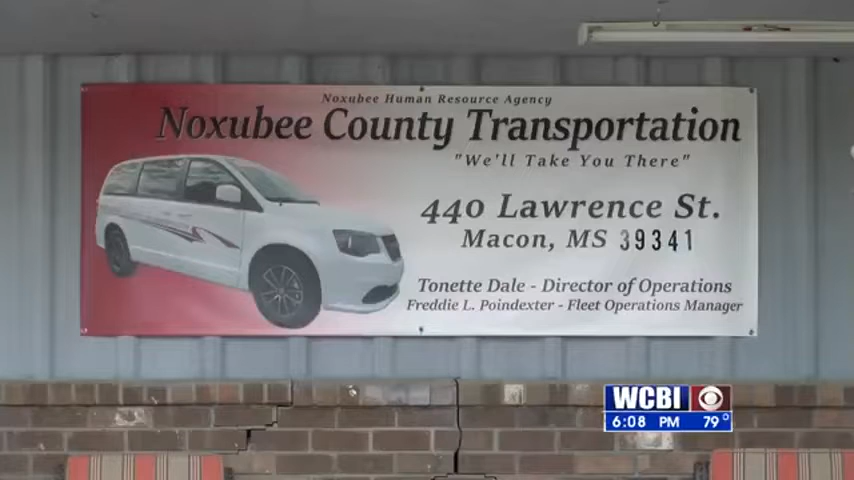 Noxubee Human Resource Agency
Noxubee County Transportation
"We'll Take You There"
440 Lawrence St.
Macon, MS 39341
Tonette Dale - Director of Operations
Freddie L. Poindexter - Fleet Operations Manager
WCBI
6:08 PM 79°